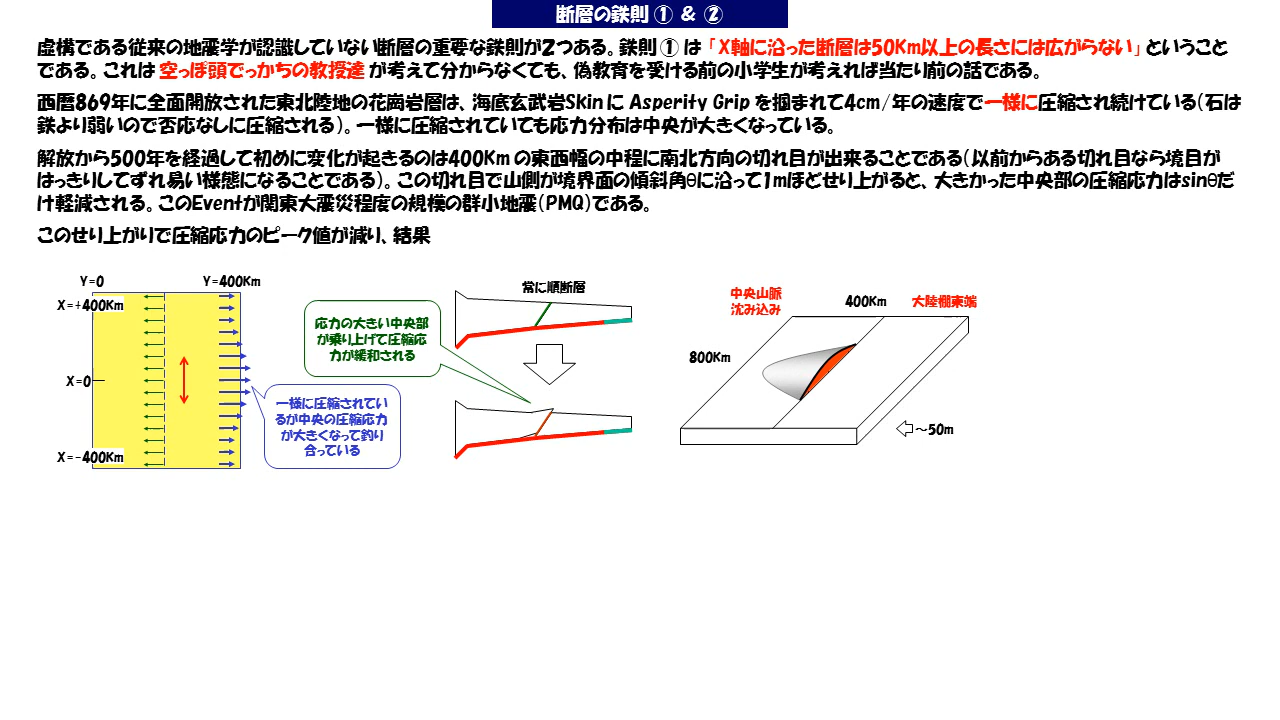 断層の鉄則 ① & ②
虚構である従来の地震学が認識していない断層の重要な鉄則が2つある。鉄則 ① は 「X軸に沿った断層は50Km以上の長さには広がらない」 ということ
である。これは 空っぽ頭でっかちの教授達 が考えて分からなくても、偽教育を受ける前の小学生が考えれば当たり前の話である。
西暦869年に全面開放された東北陸地の花崗岩層は、海底玄武岩Skin に Asperity Grip を掴まれて4cm/年の速度で一様に圧縮され続けている(石は
鉄より弱いので否応なしに圧縮される)。一様に圧縮されていても応力分布は中央が大きくなっている。
解放から500年を経過して初めに変化が起きるのは400Km の東西幅の中程に南北方向の切れ目が出来ることである(以前からある切れ目なら境目が
はっきりしてずれ易い様態になることである)。この切れ目で山側が境界面の傾斜角θに沿って1mほどせり上がると、大きかった中央部の圧縮応力はsinθだ
け軽減される。このEventが関東大震災程度の規模の群小地震(PMQ)である。
このせり上がりで圧縮応力のピーク値が減り、結果
Y=0
Y=400Km
X=+400Km
X=0
X=-400Km
応力の大きい中央部
が乗り上げて圧縮応
力が緩和される
一様に圧縮されてい
るが中央の圧縮応力
が大きくなって釣り
合っている
常に順断層
中央山脈
沈み込み
400Km
大陸棚東端
800Km
～50m